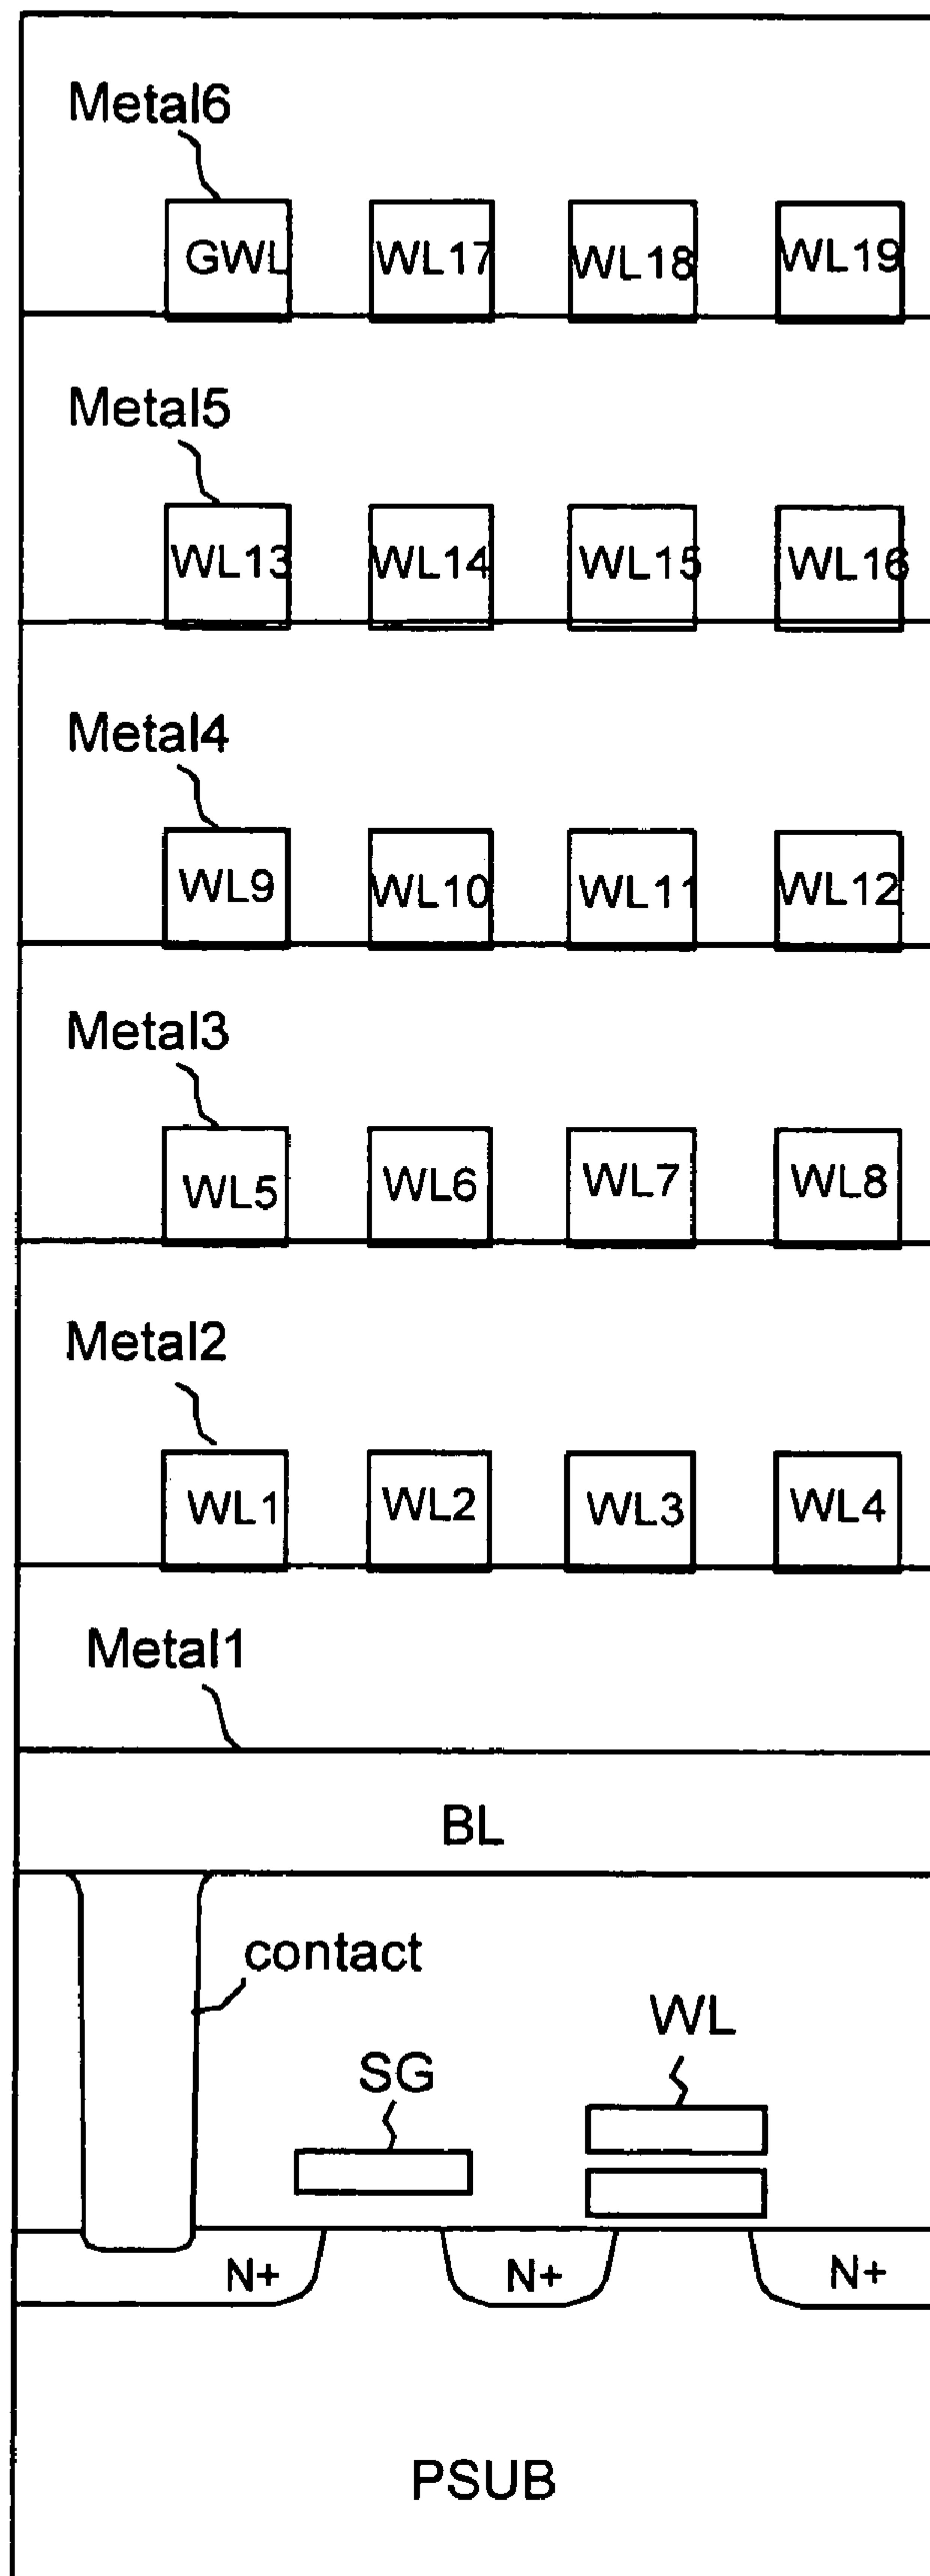 Metal6
GWL WL17 WL18 WL19
Metal5
WL13 WL14 WL15 WL16
Metal4
WL9 WL10 WL11 WL12
Metal3
WL5 WL6 WL7 WL8
Metal2
WL1 WL2 WL3 WL4
Metal1
BL
contact
WL
SG
N+ N+ N+
PSUB